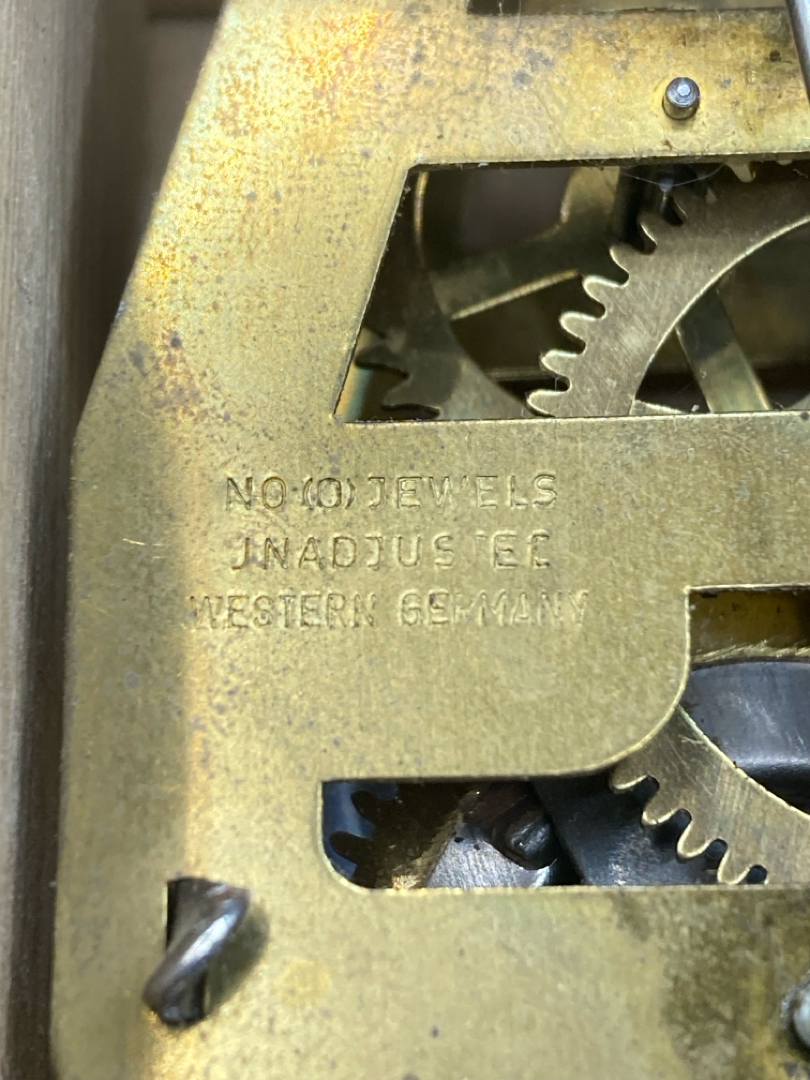 NO (0) JEWELS
UNADJUSTED
WESTERN GERMANY